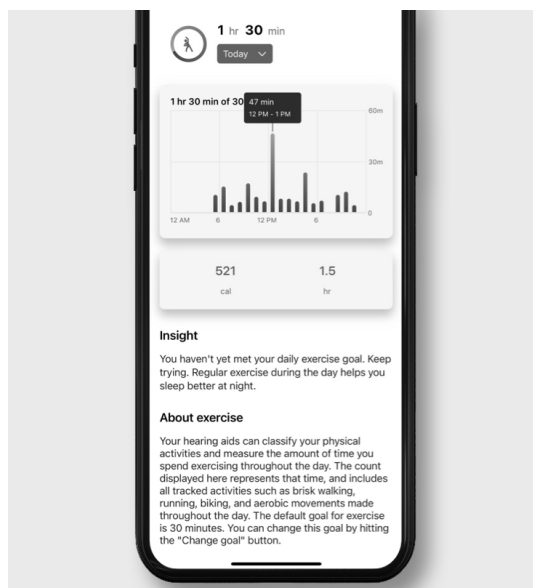 1 hr 30 min
Today
1 hr 30 min of 30
47 min
12 PM - 1 PM
60m
30m
0
12 AM
6
12 PM
6
521
cal
1.5
hr
Insight
You haven't yet met your daily exercise goal. Keep
trying. Regular exercise during the day helps you
sleep better at night.
About exercise
Your hearing aids can classify your physical
activities and measure the amount of time you
spend exercising throughout the day. The count
displayed here represents that time, and includes
all tracked activities such as brisk walking,
running, biking, and aerobic movements made
throughout the day. The default goal for exercise
is 30 minutes. You can change this goal by hitting
the "Change goal" button.